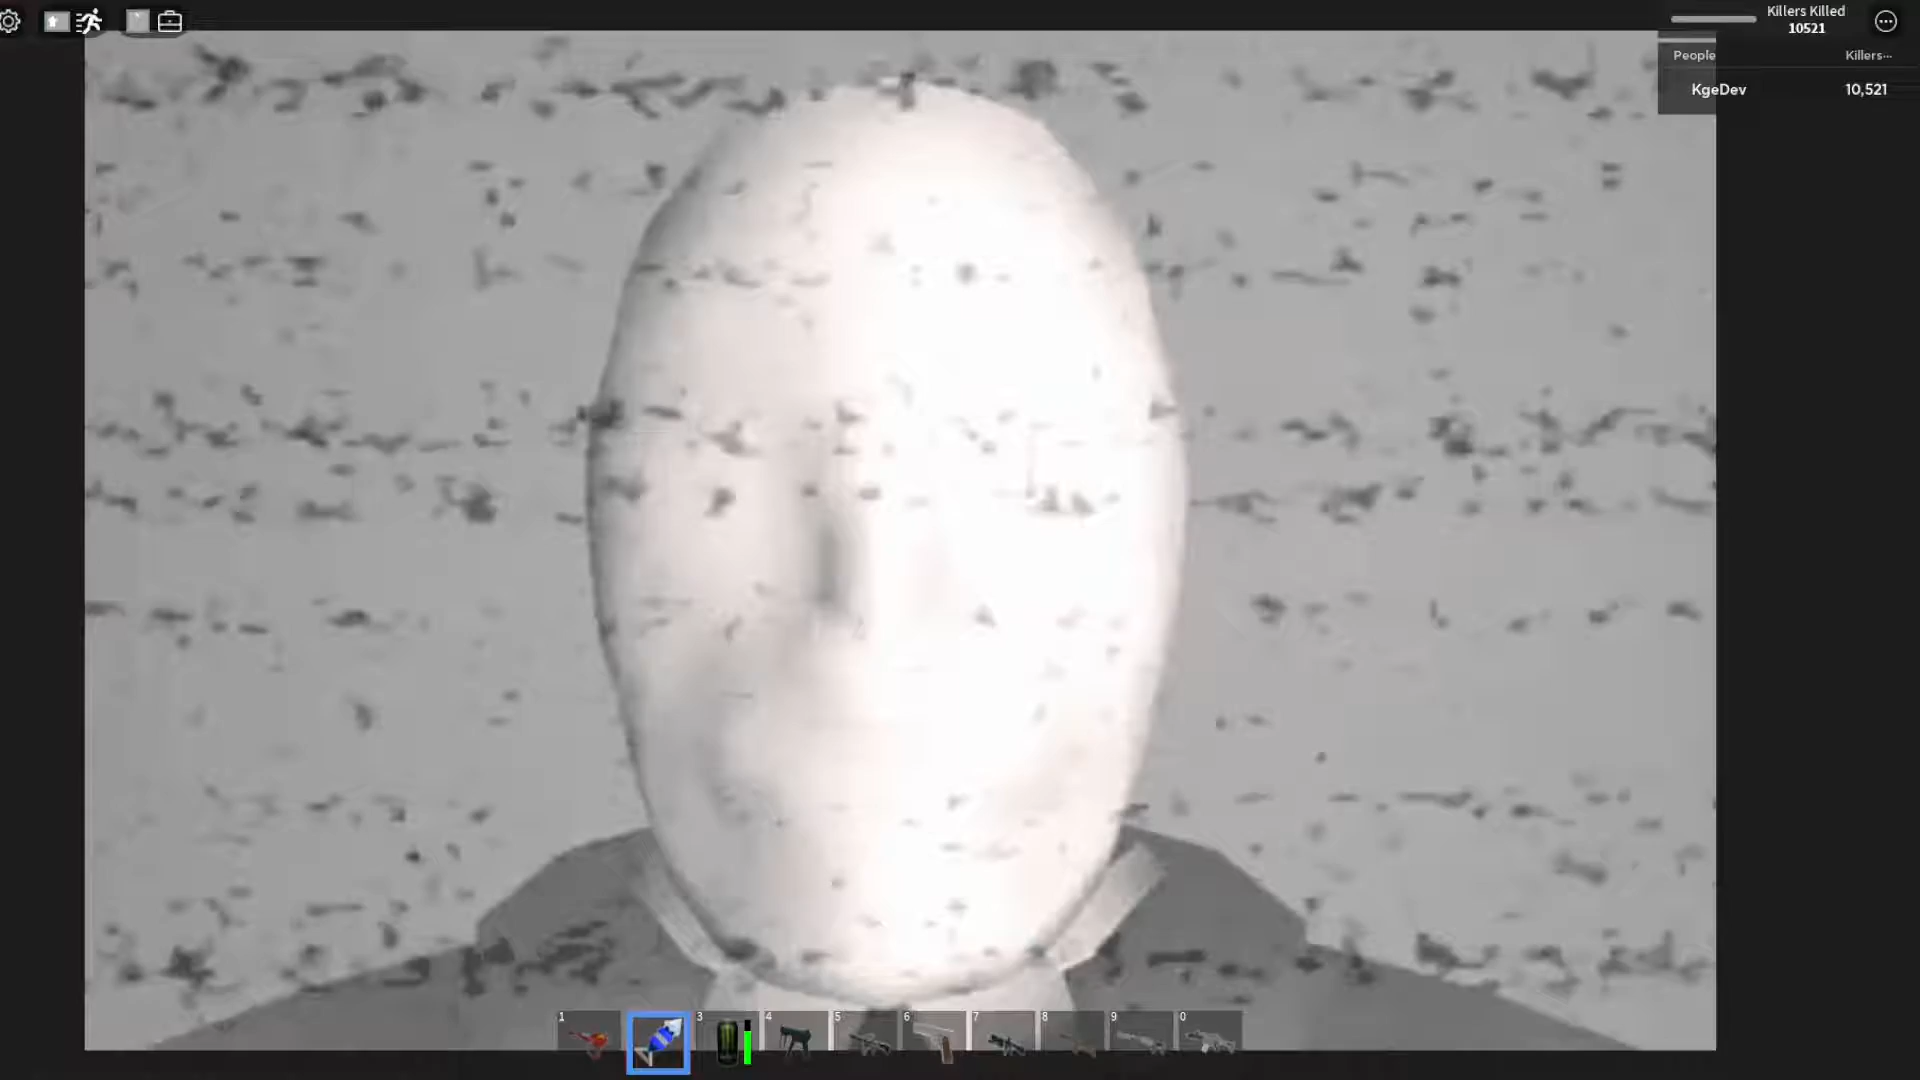 Killers Killed
10521
People Killers...
KgeDev 10,521
1 3 4 5 6 7 8 9 0